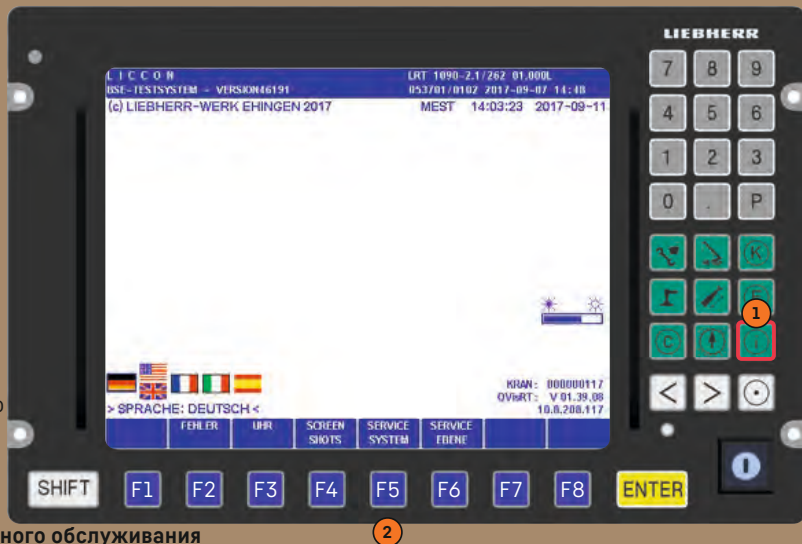 LIEBHERR
LICCON LRT 1090-2.1/262 01.000L
BSE-TESTSYSTEM - VERSION46191 053701/0102 2017-09-07 14:48
(c) LIEBHERR-WERK EHINGEN 2017 MEST 14:03:23 2017-09-11
7 8 9
4 5 6
1 2 3
0 . P
K
1
C i
< >
KRAN: 000000117
QVisRT: V 01.39.08
10.0.208.117
> SPRACHE: DEUTSCH <
FEHLER UHR SCREEN SHOTS SERVICE SYSTEM SERVICE EBENE
SHIFT F1 F2 F3 F4 F5 F6 F7 F8 ENTER
2
ного обслуживания